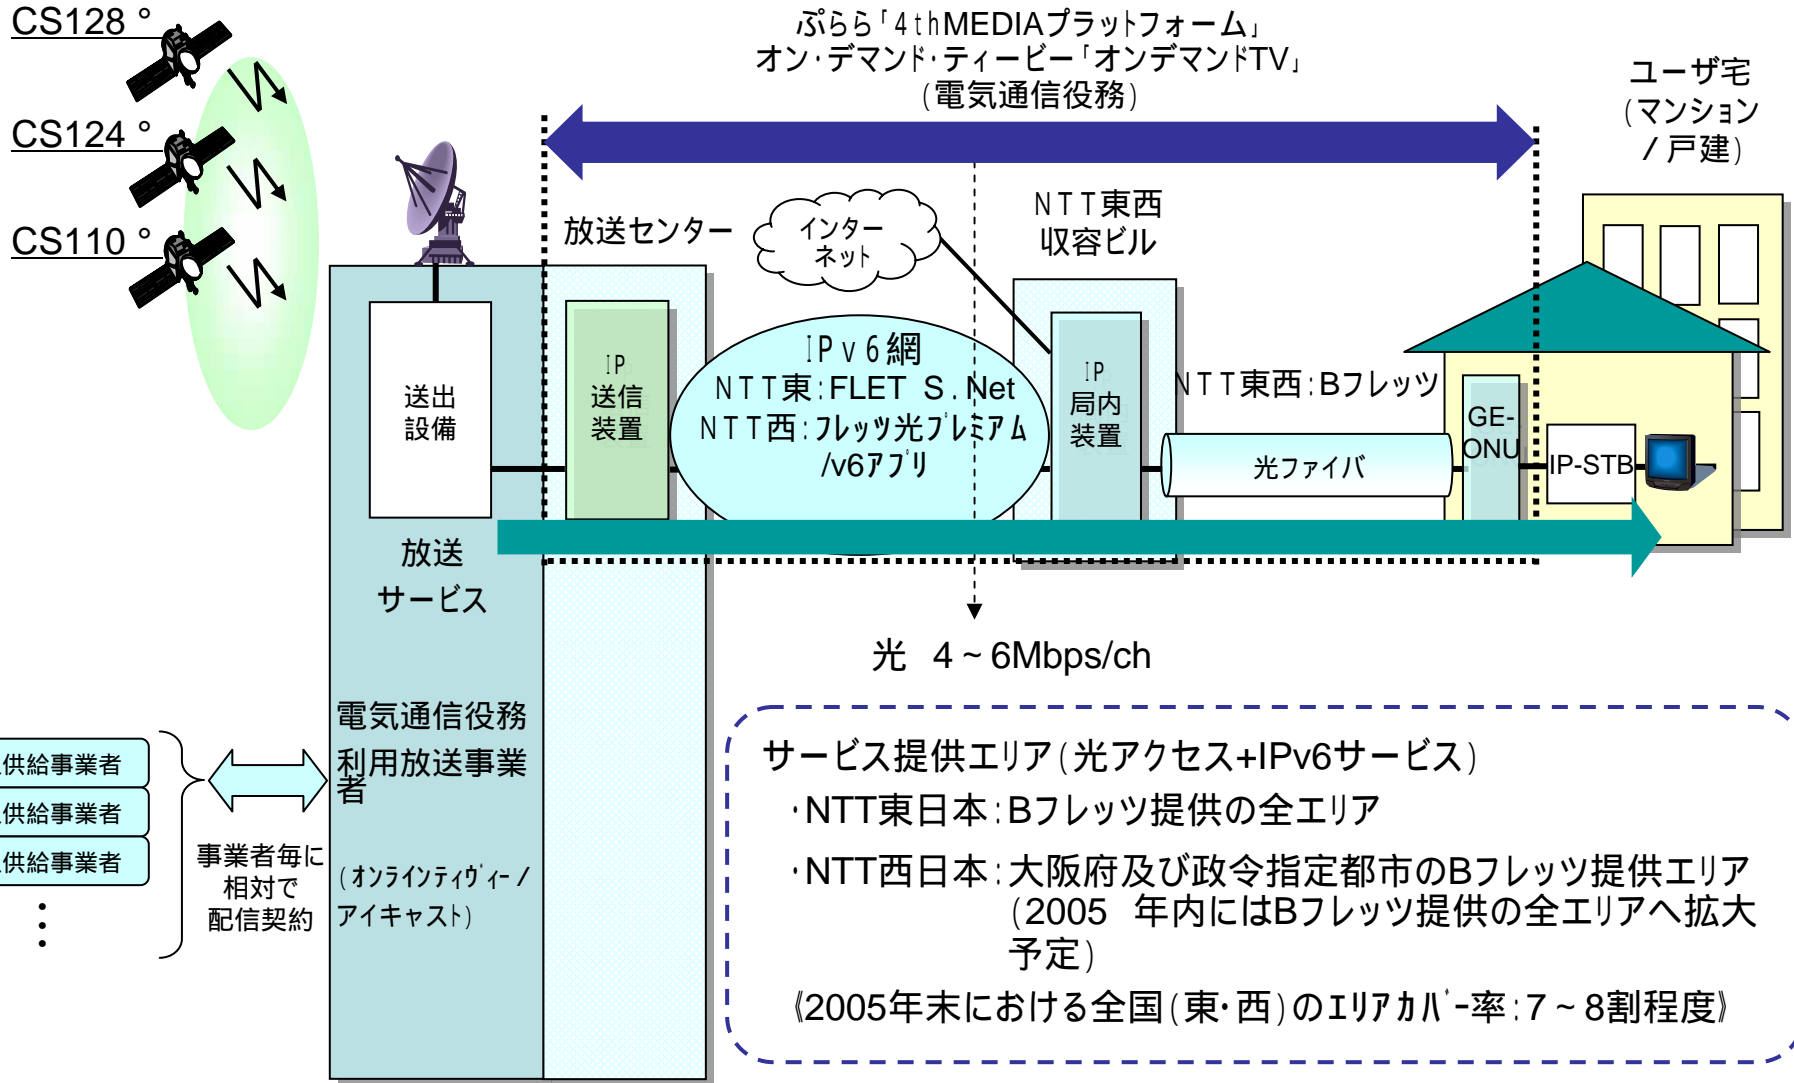 CS128°
CS124°
CS110°
ぷらら「4thMEDIAプラットフォーム」
オン・デマンド・ティービー「オンデマンドTV」
(電気通信役務)
ユーザ宅
(マンション
/戸建)
放送センター
インター
ネット
NTT東西
収容ビル
送出
設備
IP
送信
装置
IPv6網
NTT東:FLET S.Net
NTT西:フレッツ光プレミアム
/v6アプリ
IP
局内
装置
NTT東西:Bフレッツ
光ファイバ
GE-
ONU
IP-STB
放送
サービス
光 4~6Mbps/ch
電気通信役務
利用放送事業
者
(オンラインティヴィー/
アイキャスト)
供給事業者
供給事業者
供給事業者
事業者毎に
相対で
配信契約
サービス提供エリア(光アクセス+IPv6サービス)
・NTT東日本:Bフレッツ提供の全エリア
・NTT西日本:大阪府及び政令指定都市のBフレッツ提供エリア
(2005 年内にはBフレッツ提供の全エリアへ拡大
予定)
《2005年末における全国(東・西)のエリアカバー率:7~8割程度》